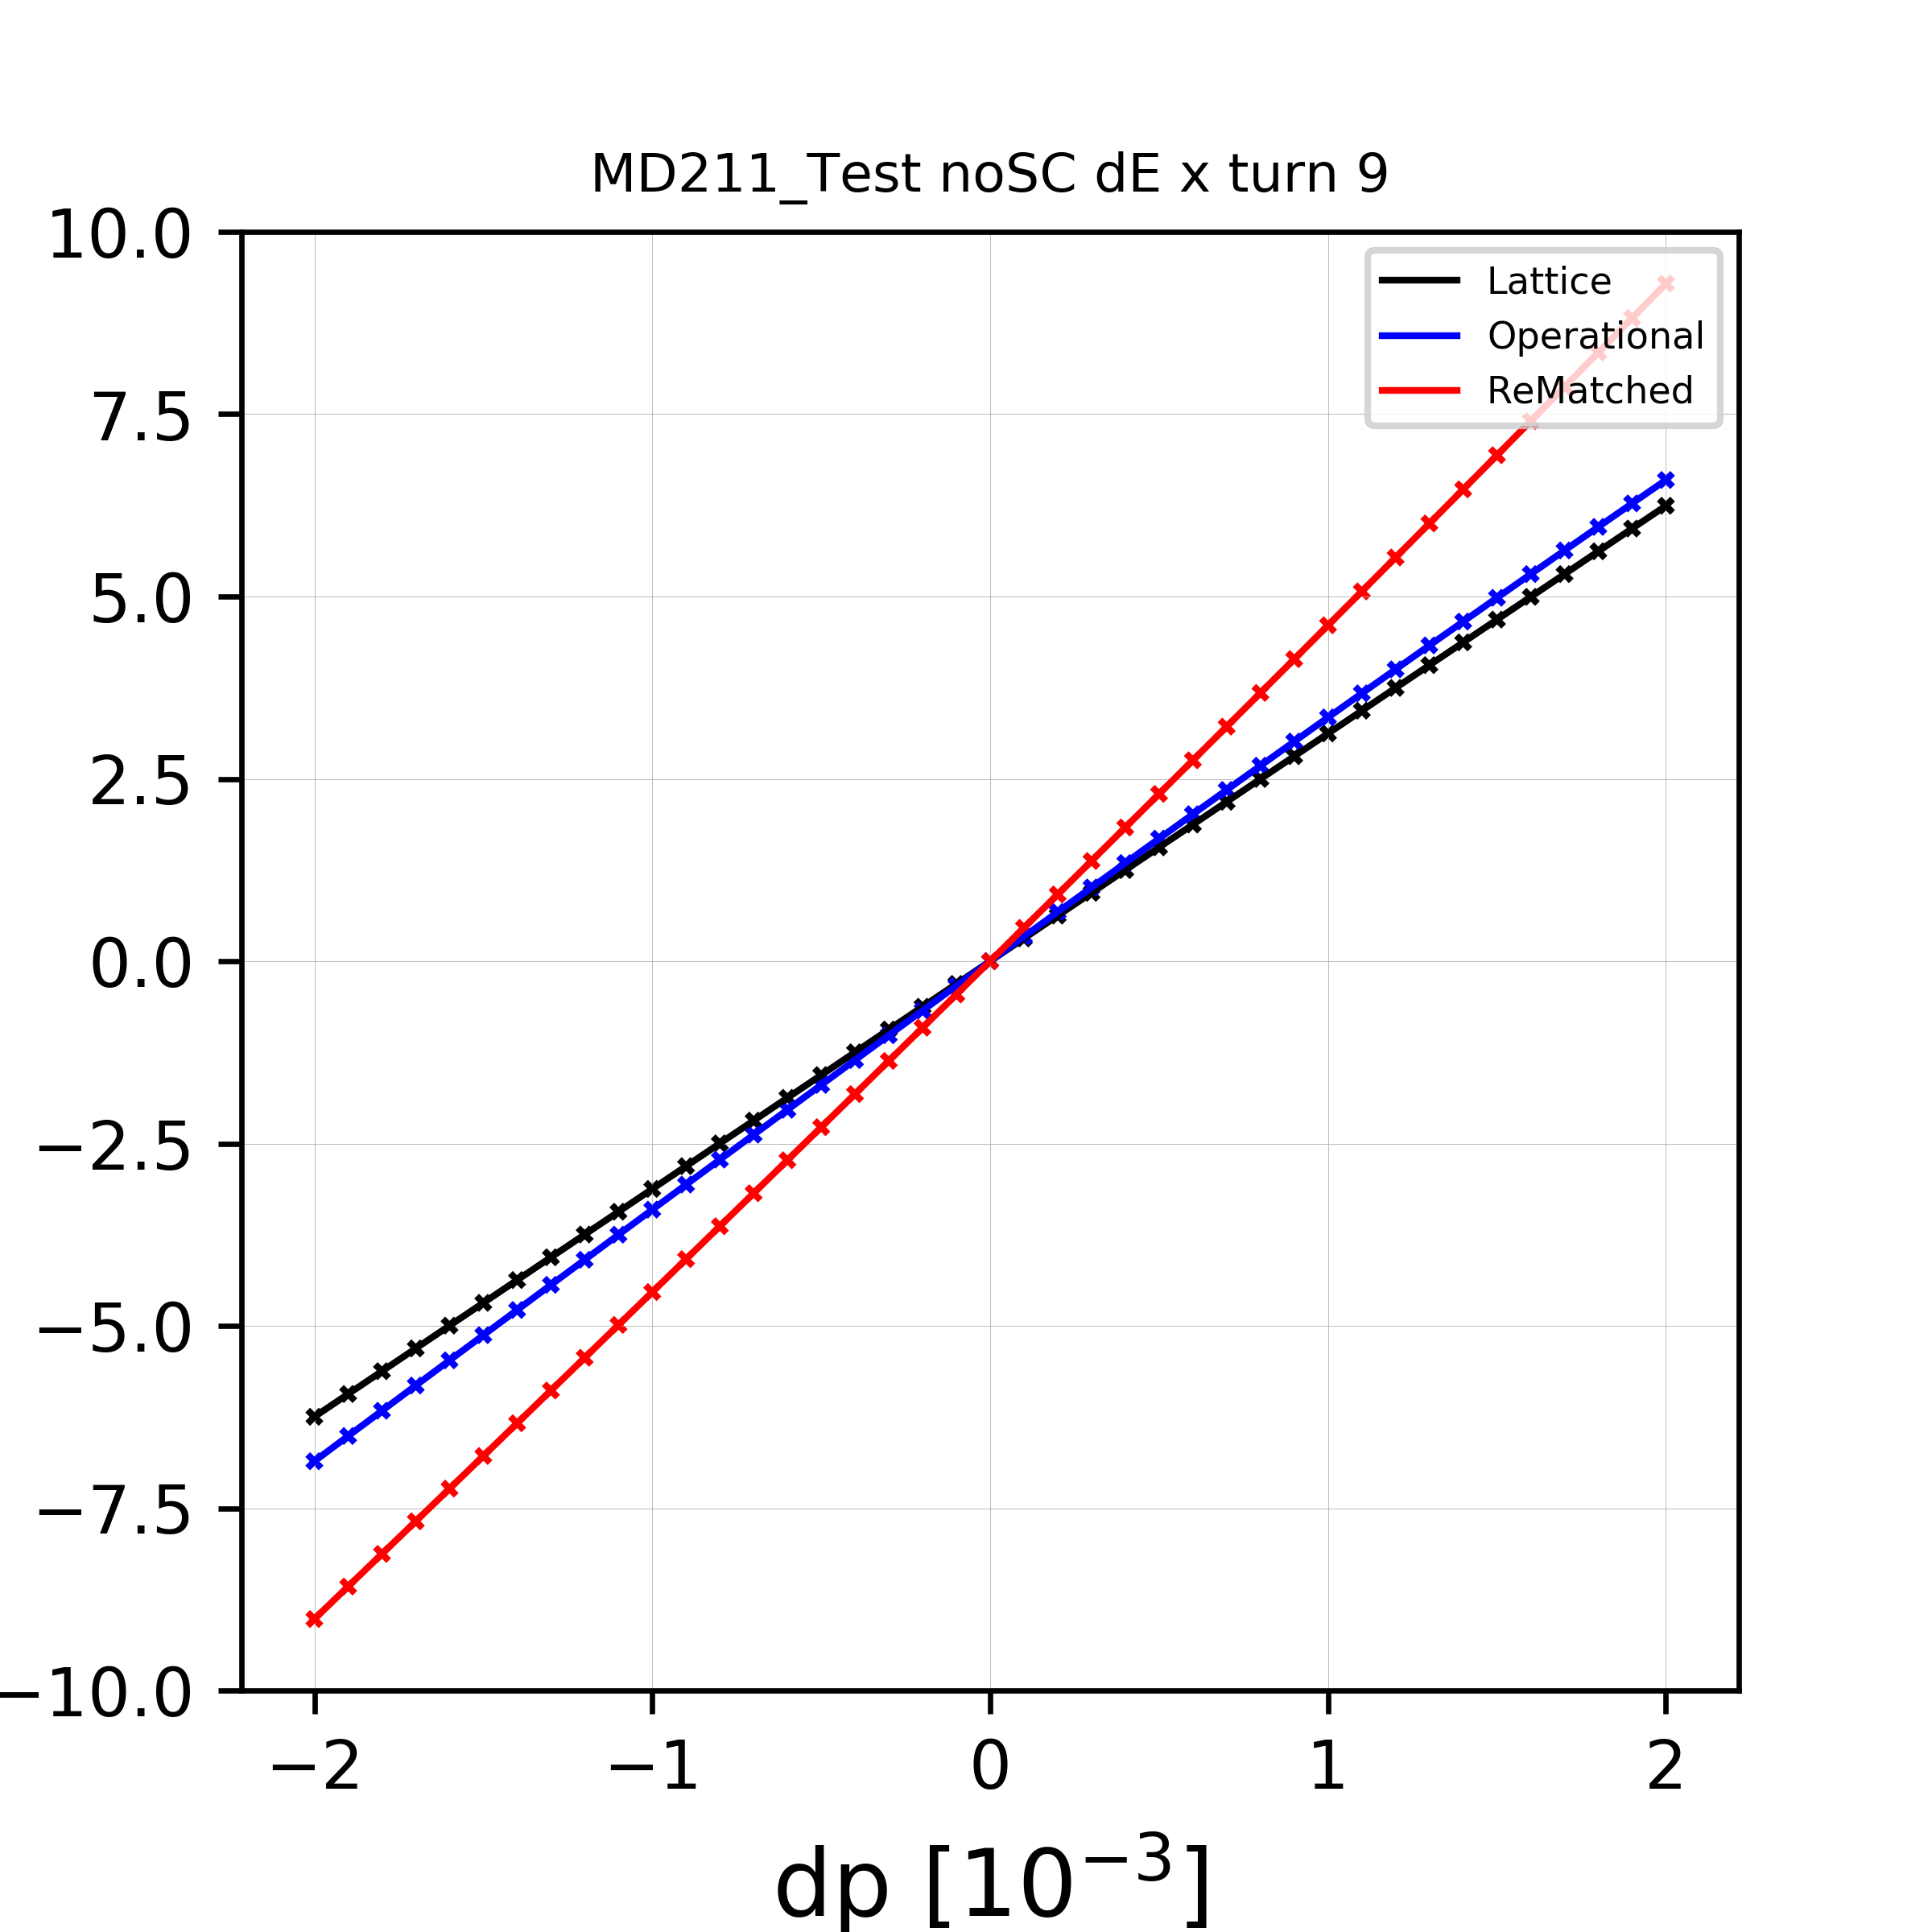 MD211_Test noSC dE x turn 9
10.0
7.5
5.0
2.5
0.0
−2.5
−5.0
−7.5
−10.0
Lattice
Operational
ReMatched
−2
−1
0
1
2
dp [10⁻³]